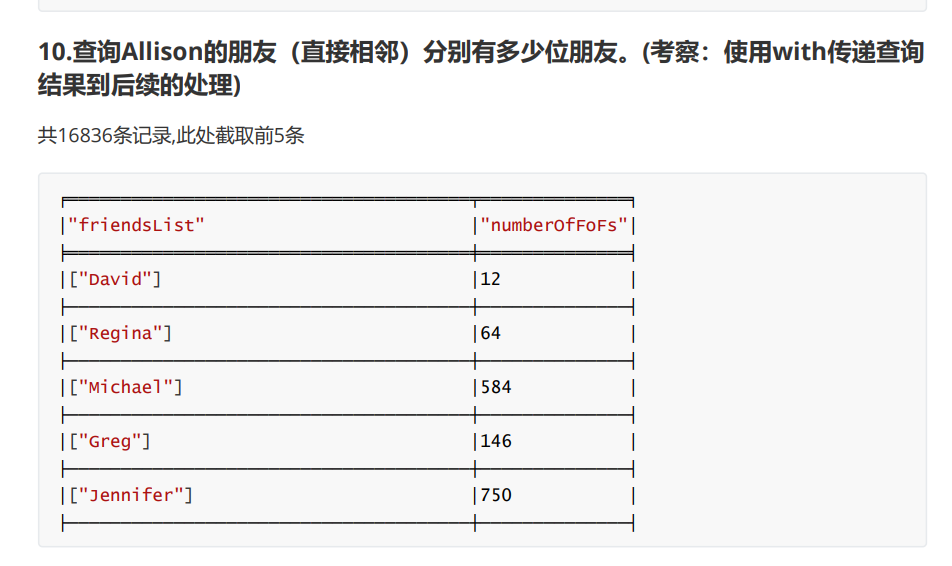 10.查询Allison的朋友（直接相邻）分别有多少位朋友。(考察：使用with传递查询
结果到后续的处理)
共16836条记录,此处截取前5条
"friendsList" "numberOfFoFs"
["David"] 12
["Regina"] 64
["Michael"] 584
["Greg"] 146
["Jennifer"] 750